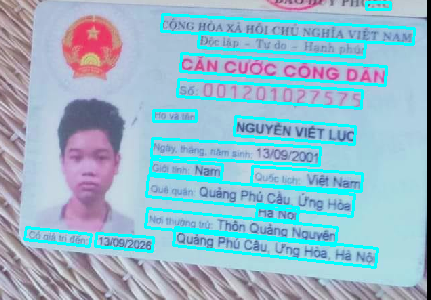 CỘNG HÒA XÃ HỘI CHỦ NGHĨA VIỆT NAM
Độc lập - Tự do - Hạnh phúc
CĂN CƯỚC CÔNG DÂN
Số: 001201027575
Họ và tên
NGUYỄN VIẾT LỰC
Ngày, tháng, năm sinh: 13/09/2001
Giới tính: Nam Quốc tịch: Việt Nam
Quê quán: Quảng Phú Cầu, Ứng Hòa
Hà Nội
Nơi thường trú: Thôn Quảng Nguyên
Quảng Phú Cầu, Ứng Hòa, Hà Nội
Có giá trị đến: 13/09/2026